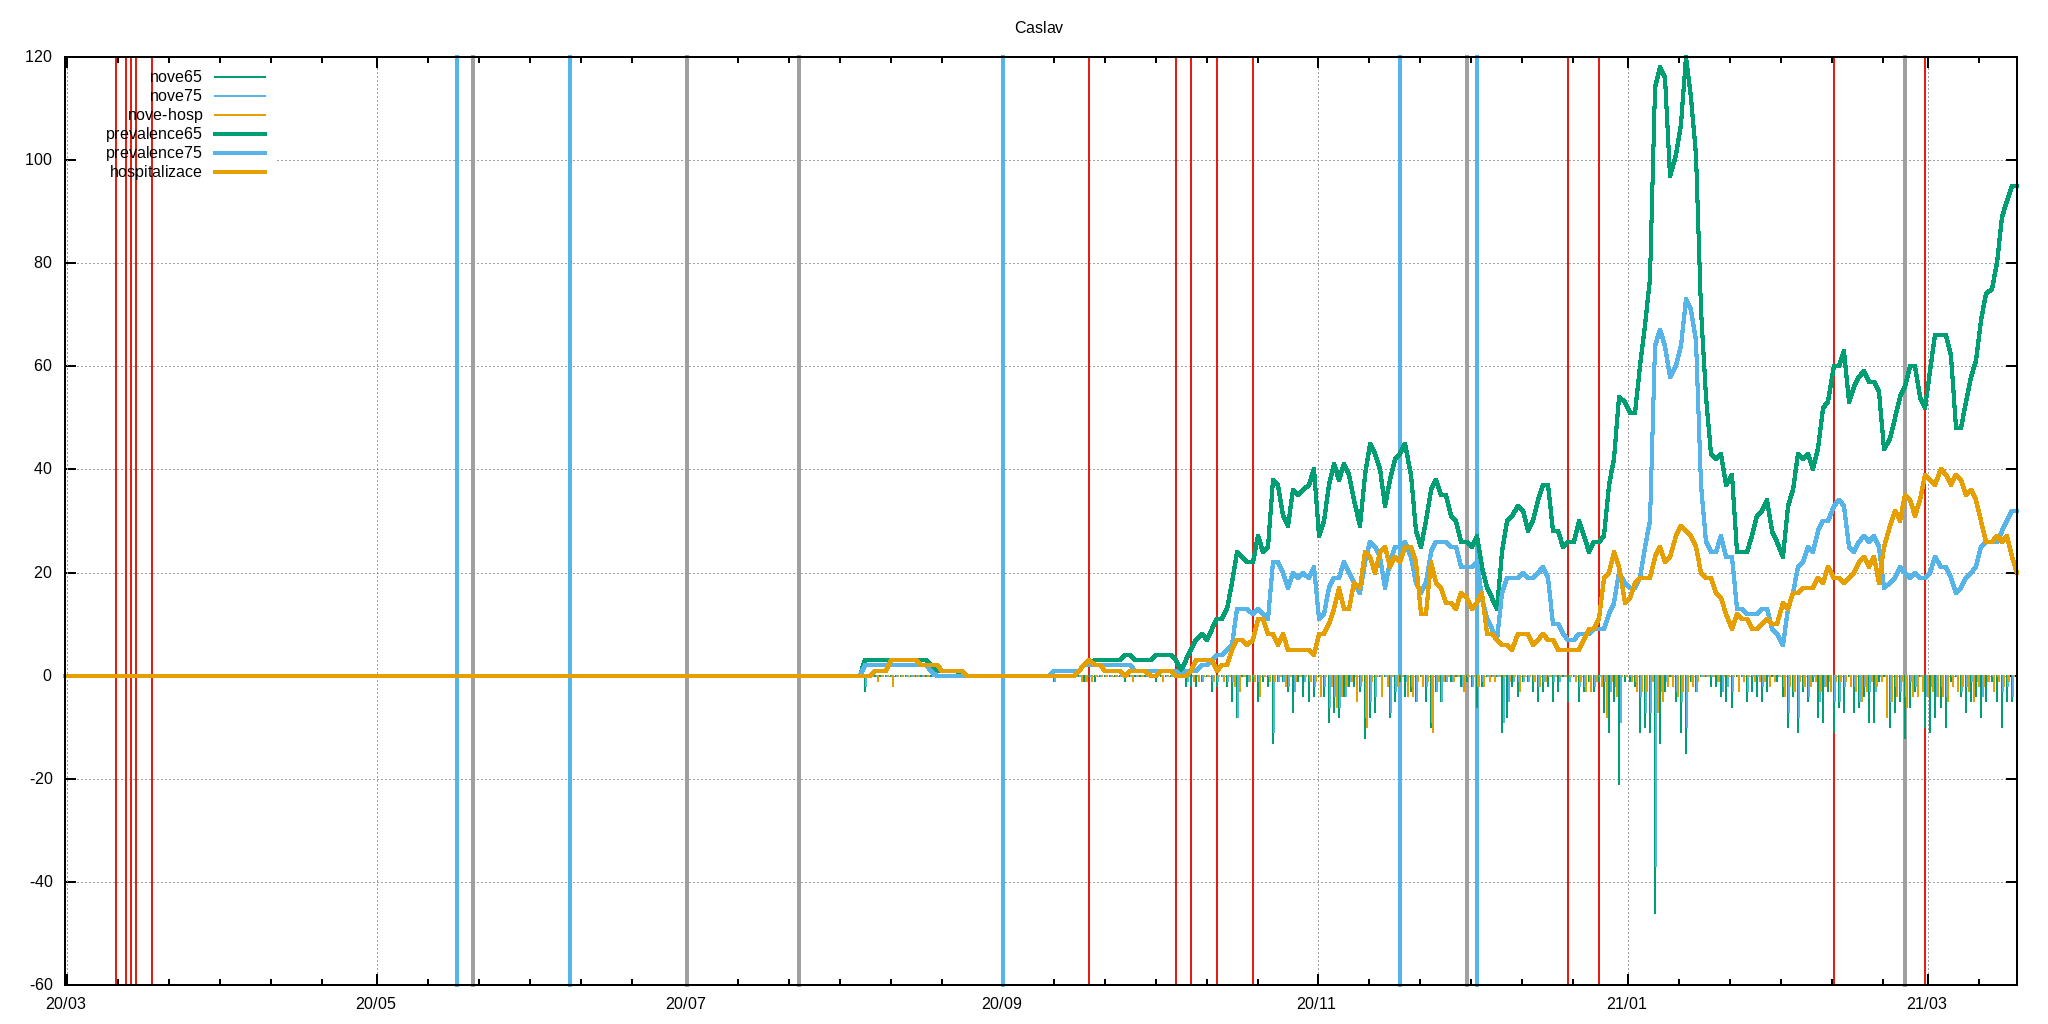 Caslav
120
100
80
60
40
20
0
-20
-40
-60
nove65
nove75
nove-hosp
prevalence65
prevalence75
hospitalizace
20/03 20/05 20/07 20/09 20/11 21/01 21/03